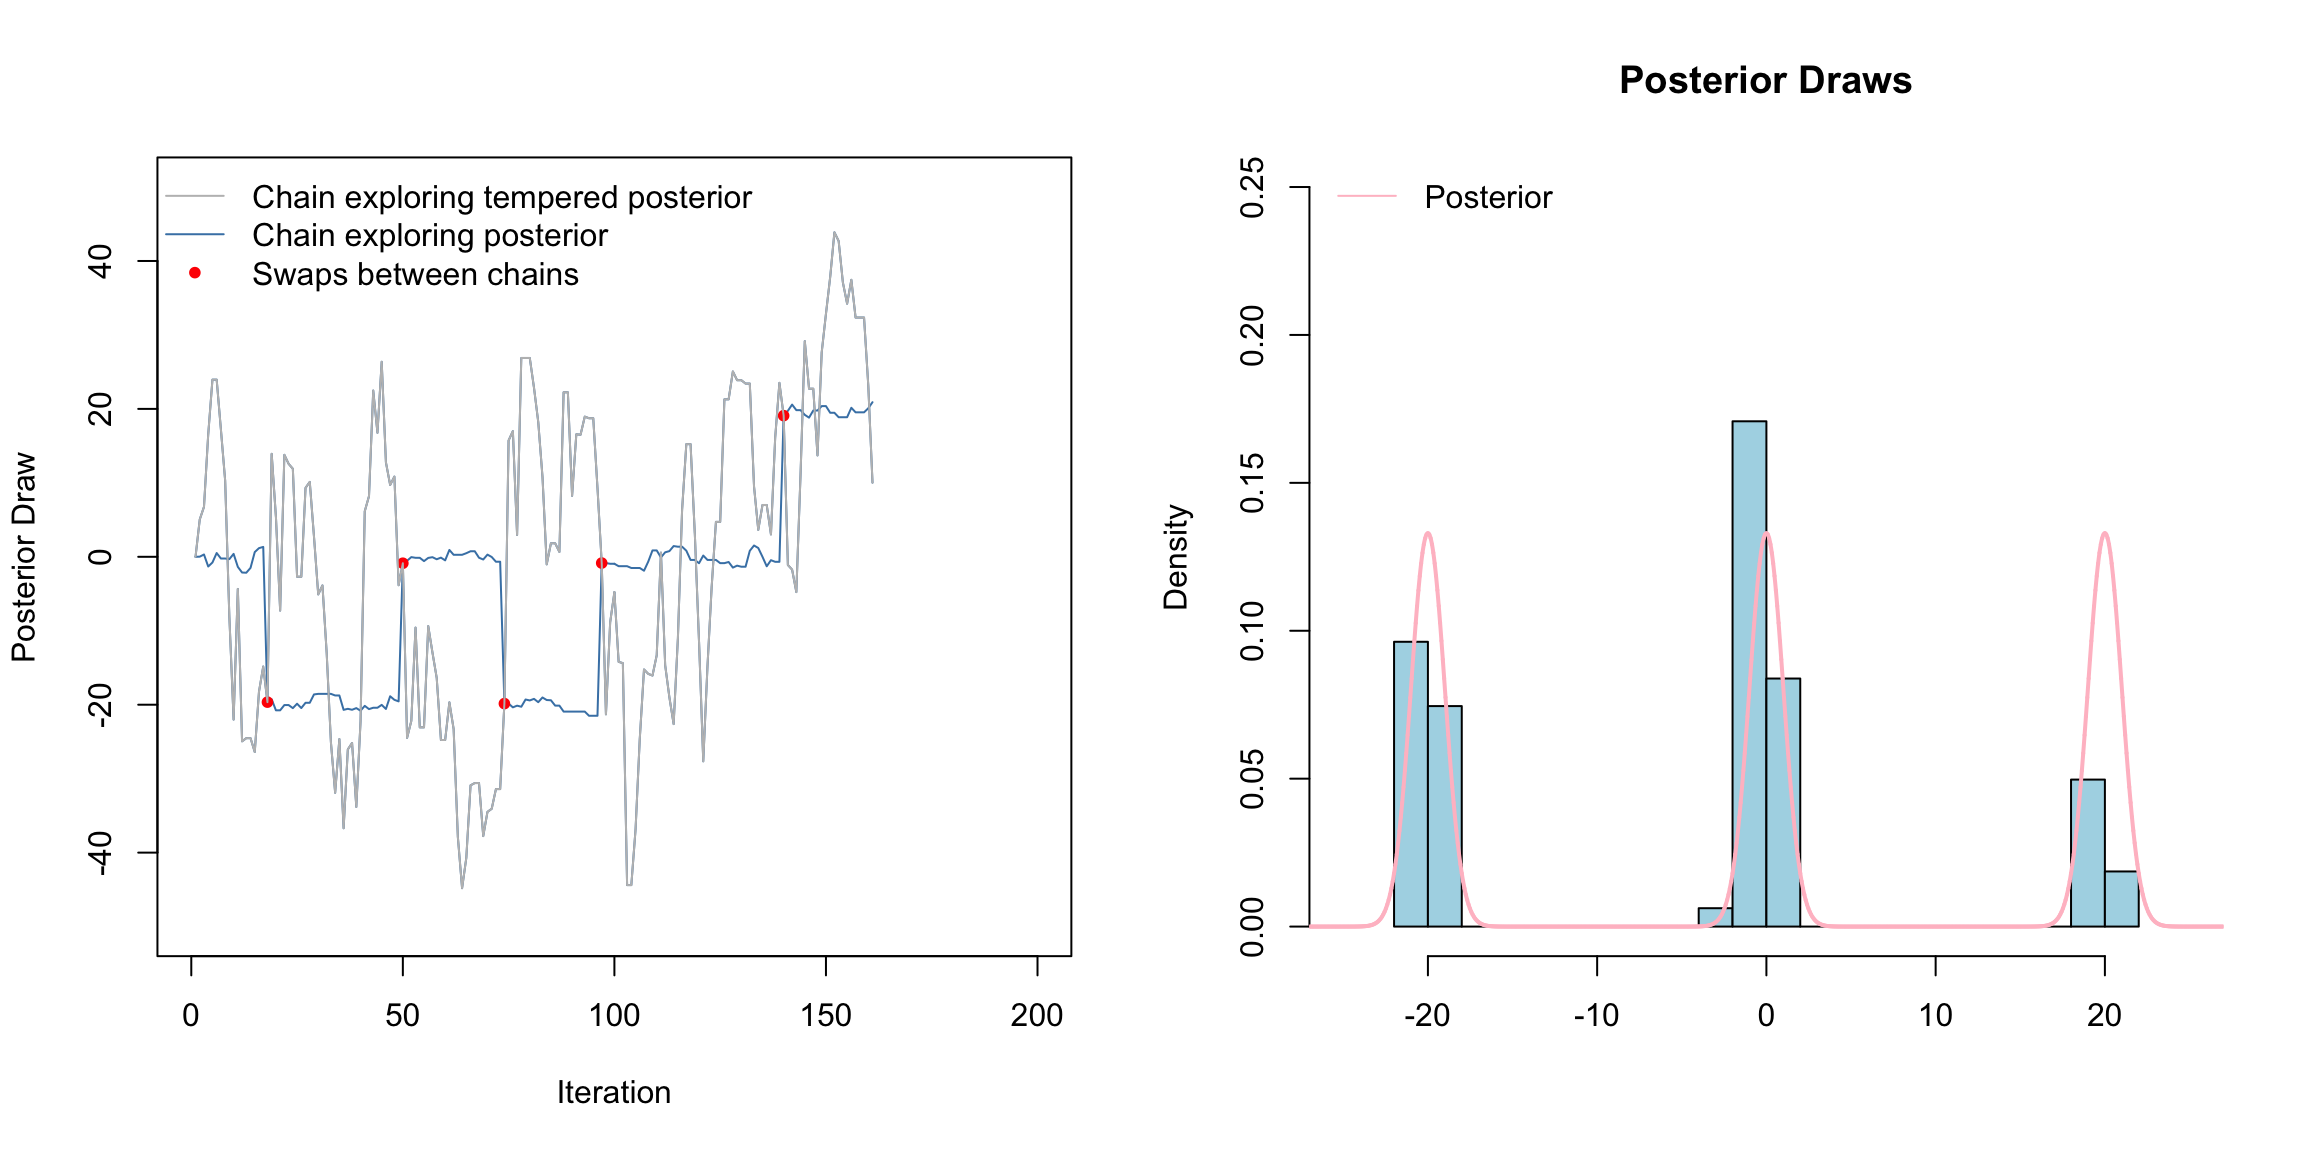 Chain exploring tempered posterior
Chain exploring posterior
Swaps between chains
Posterior Draw
40
20
0
-20
-40
0 50 100 150 200
Iteration
Posterior Draws
Posterior
Density
0.25
0.20
0.15
0.10
0.05
0.00
-20 -10 0 10 20